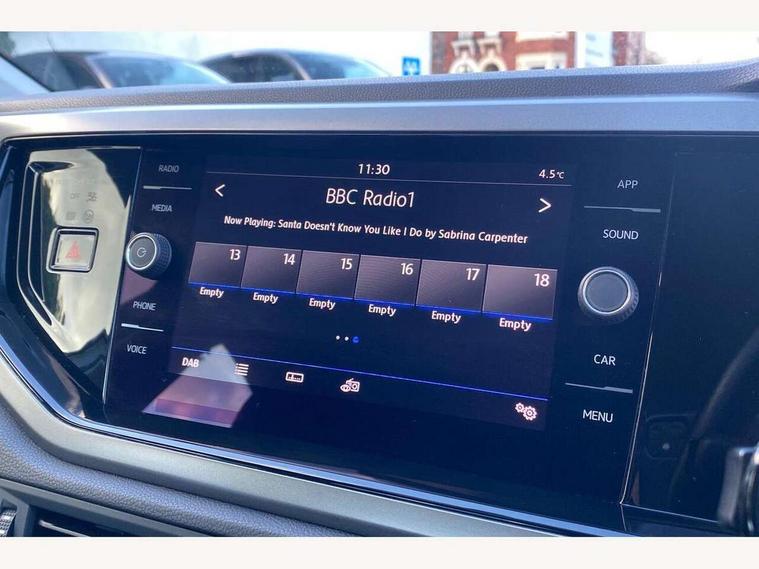 RADIO
MEDIA
PHONE
VOICE
11:30
4.5°C
< BBC Radio1 >
Now Playing: Santa Doesn't Know You Like I Do by Sabrina Carpenter
13 14 15 16 17 18
Empty Empty Empty Empty Empty Empty
DAB
APP
SOUND
CAR
MENU